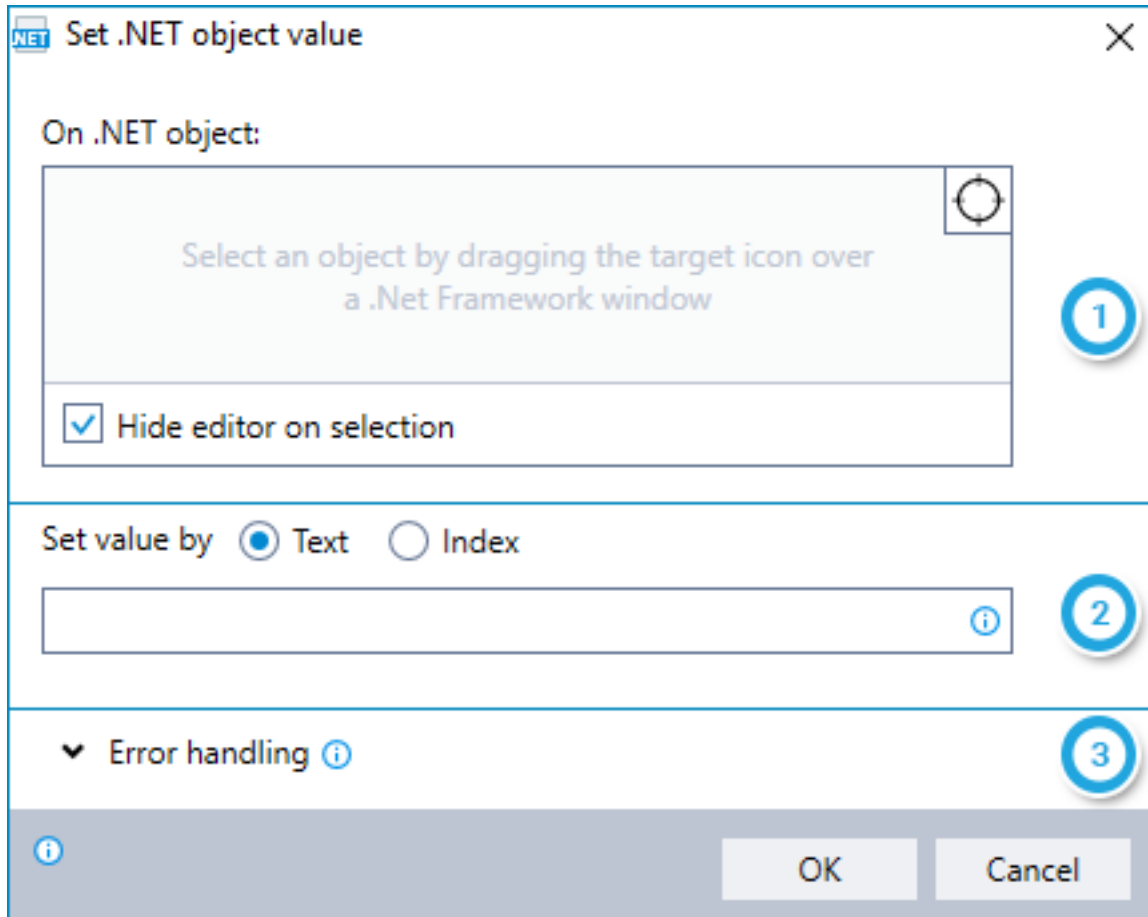 NET Set .NET object value
On .NET object:
Select an object by dragging the target icon over
a .Net Framework window
1
Hide editor on selection
Set value by Text Index
2
Error handling
3
OK Cancel